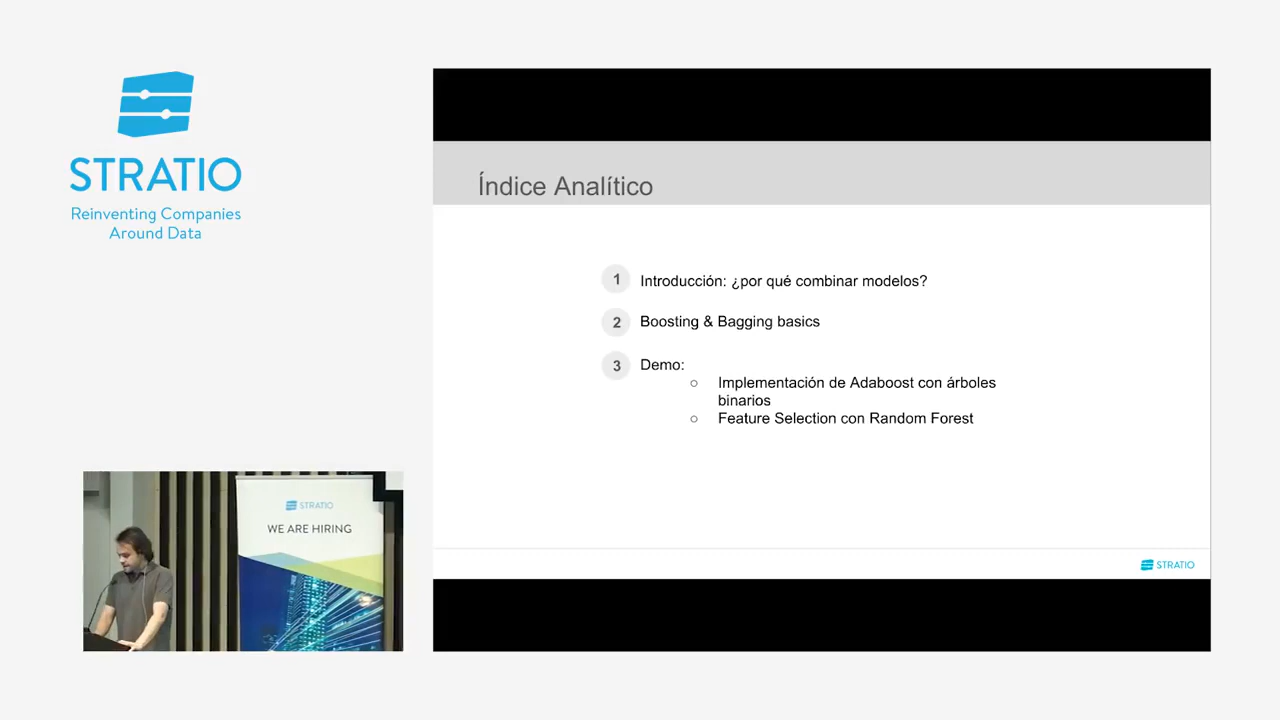 STRATIO
Reinventing Companies
Around Data
Índice Analítico
1 Introducción: ¿por qué combinar modelos?
2 Boosting & Bagging basics
3 Demo:
○ Implementación de Adaboost con árboles
binarios
○ Feature Selection con Random Forest
STRATIO
STRATIO
WE ARE HIRING